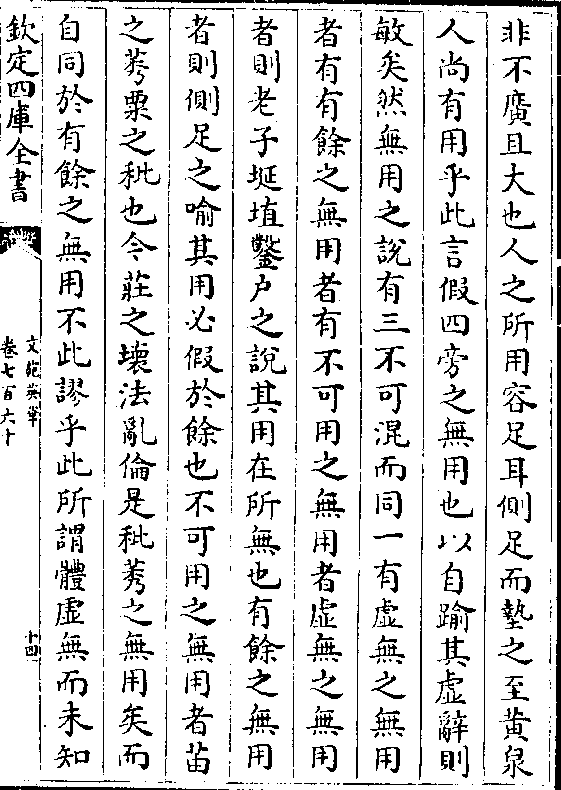 非不廣且大也人之所用容足耳側足而墊之至黄泉
人尚有用乎此言假四旁之無用也以自踰其虛辭則
敏矣然無用之說有三不可混而同一有虛無之無用
者有有餘之無用者有不可用之無用者虛無之無用
者則老子埏埴鑿户之說其用在所無也有餘之無用
者則側足之喻其用必假於餘也不可用之無用者苗
之莠粟之秕也今莊之壊法亂倫是秕莠之無用矣而
自同於有餘之無用不此謬乎此所謂體虛無而未知
欽定四庫全書
文苑英華
卷七百六十
十四